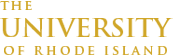 THE
UNIVERSITY
OF RHODE ISLAND